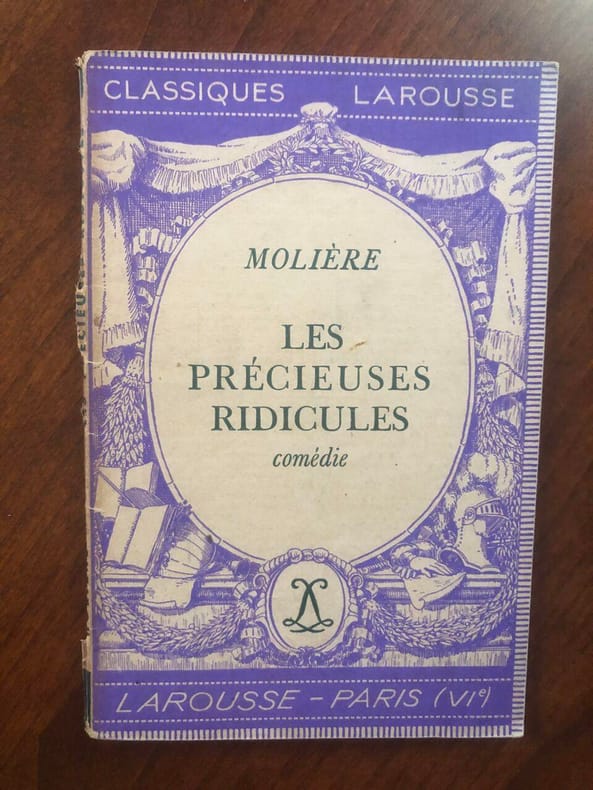 CLASSIQUES LAROUSSE
MOLIÈRE
LES
PRÉCIEUSES
RIDICULES
comédie
LAROUSSE – PARIS (VIe)